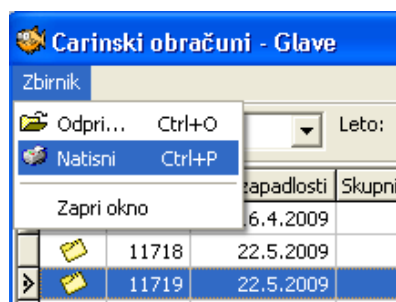 Carinski obračuni - Glave
Zbirnik
Odpri... Ctrl+O
Leto:
Natisni Ctrl+P
zapadlosti
Zapri okno
6.4.2009
11718 22.5.2009
11719 22.5.2009